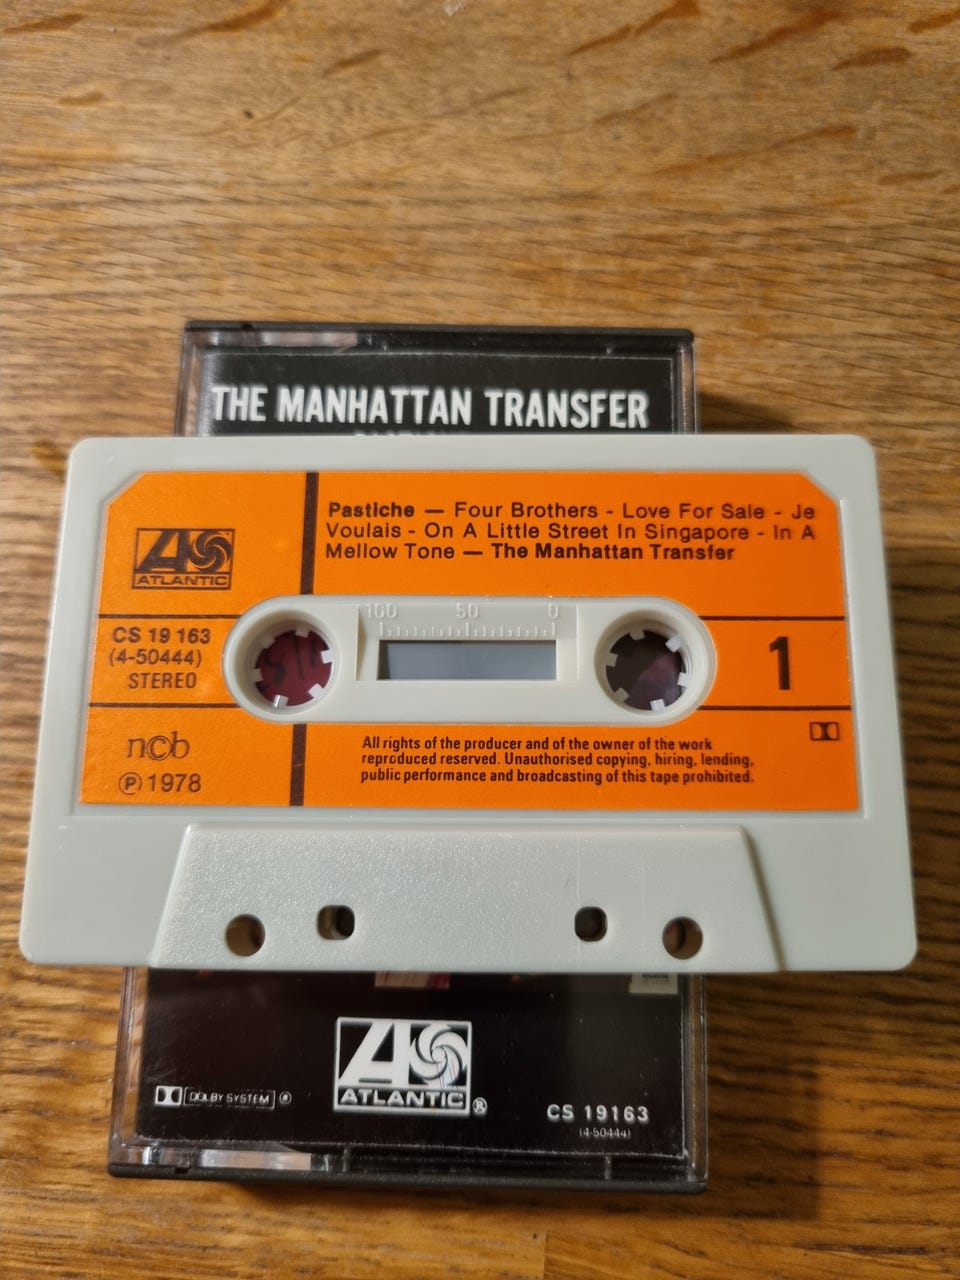 THE MANHATTAN TRANSFER
Pastiche — Four Brothers - Love For Sale - Je
Voulais - On A Little Street In Singapore - In A
Mellow Tone — The Manhattan Transfer
ATLANTIC
100 50 0
CS 19 163
(4-50444)
STEREO
1
ncb
Ⓟ 1978
All rights of the producer and of the owner of the work
reproduced reserved. Unauthorised copying, hiring, lending,
public performance and broadcasting of this tape prohibited.
ATLANTIC ®
DOLBY SYSTEM ®
CS 19163
(4-50444)